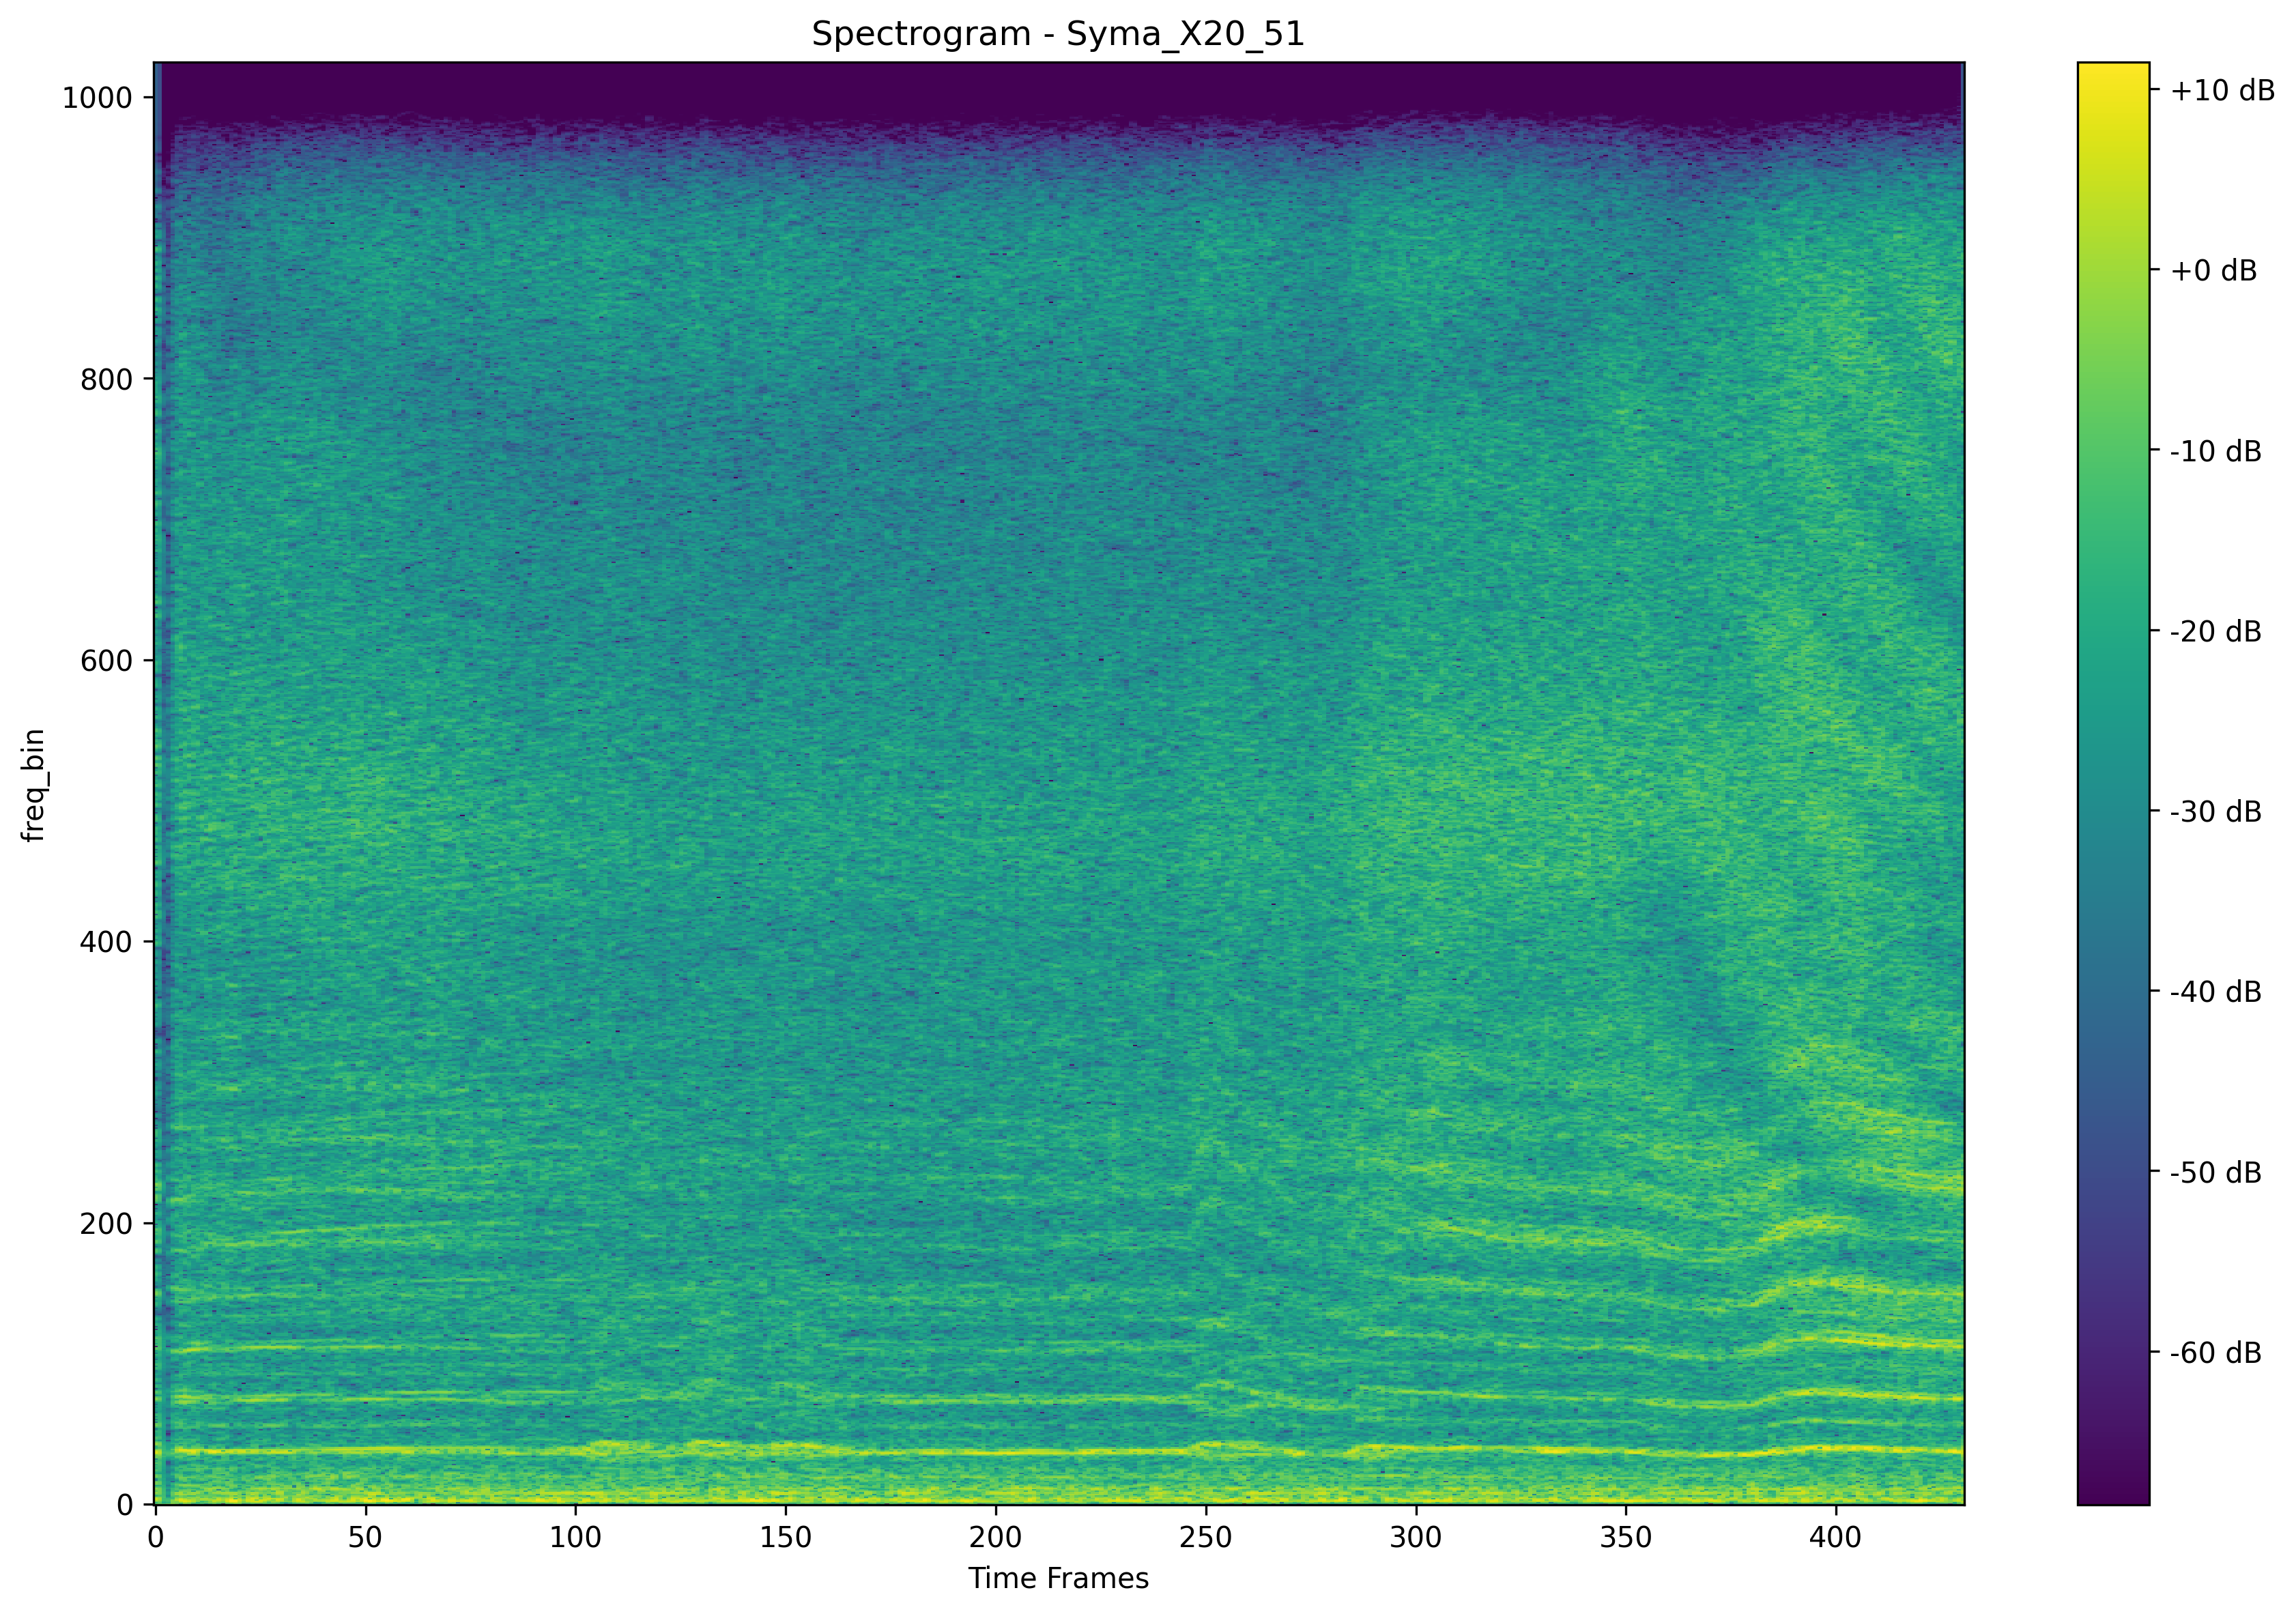 Spectrogram - Syma_X20_51
1000
800
600
400
200
0
freq_bin
0 50 100 150 200 250 300 350 400
Time Frames
+10 dB
+0 dB
-10 dB
-20 dB
-30 dB
-40 dB
-50 dB
-60 dB